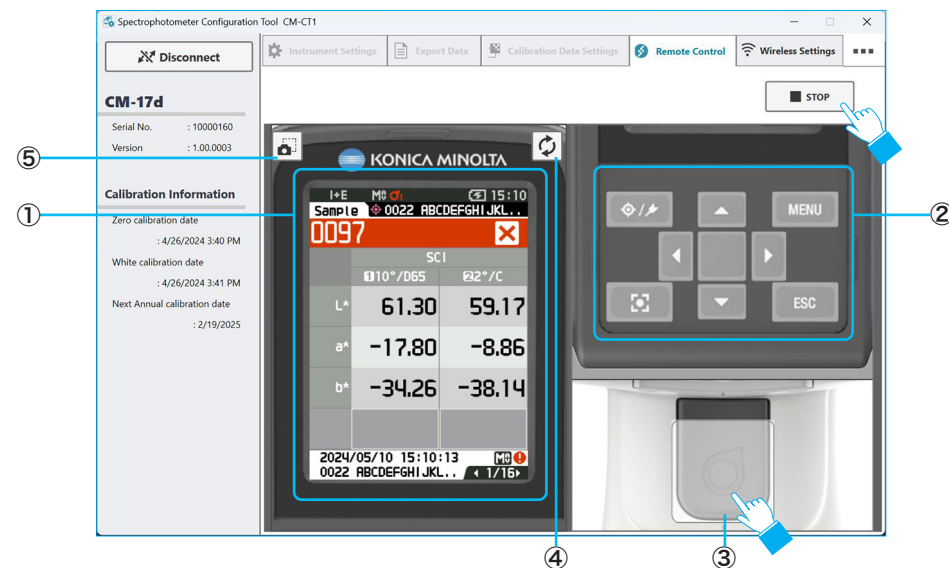 Spectrophotometer Configuration Tool CM-CT1
Disconnect
Instrument Settings
Export Data
Calibration Data Settings
Remote Control
Wireless Settings
STOP
CM-17d
Serial No. : 10000160
Version : 1.00.0003
Calibration Information
Zero calibration date
: 4/26/2024 3:40 PM
White calibration date
: 4/26/2024 3:41 PM
Next Annual calibration date
: 2/19/2025
⑤
①
KONICA MINOLTA
I+E 15:10
Sample 0022 ABCDEFGHIJKL..
0097
SCI
1 10°/D65 2 2°/C
L* 61.30 59.17
a* -17.80 -8.86
b* -34.26 -38.14
2024/05/10 15:10:13
0022 ABCDEFGHIJKL.. 1/16
MENU
ESC
②
④
③